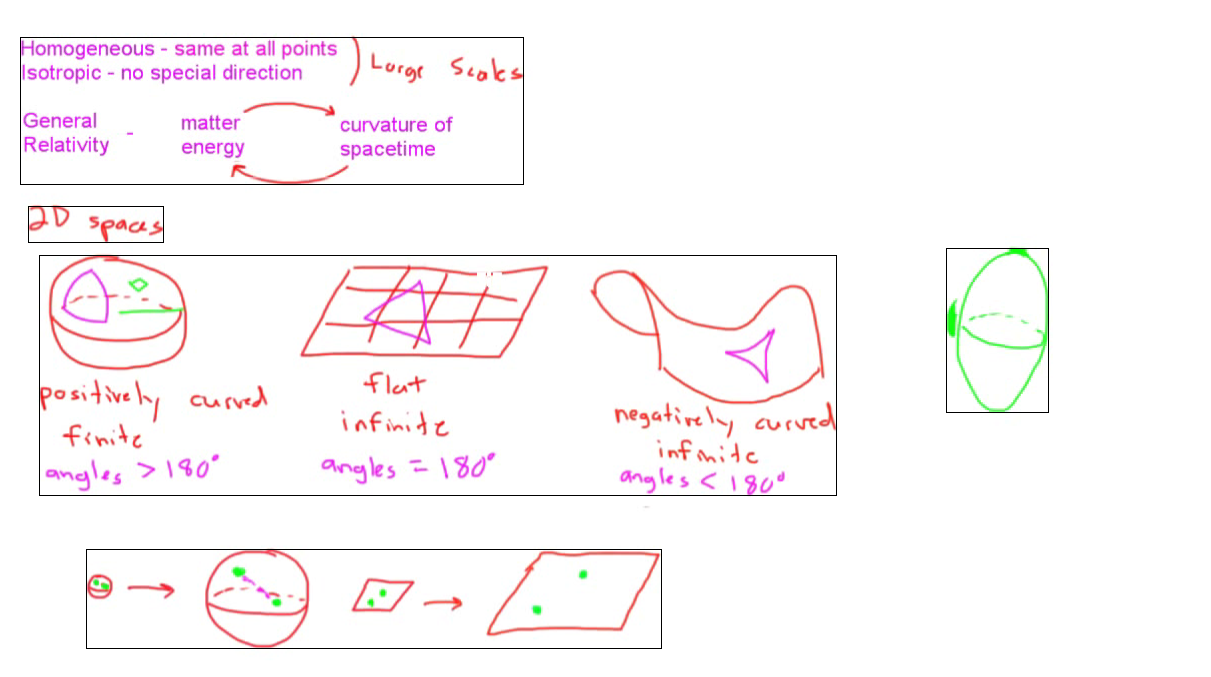 Homogeneous - same at all points
Isotropic - no special direction
Large Scales
General
Relativity
-
matter
energy
curvature of
spacetime
2D spaces
positively curved
finite
angles > 180°
flat
infinite
angles = 180°
negatively curved
infinite
angles < 180°